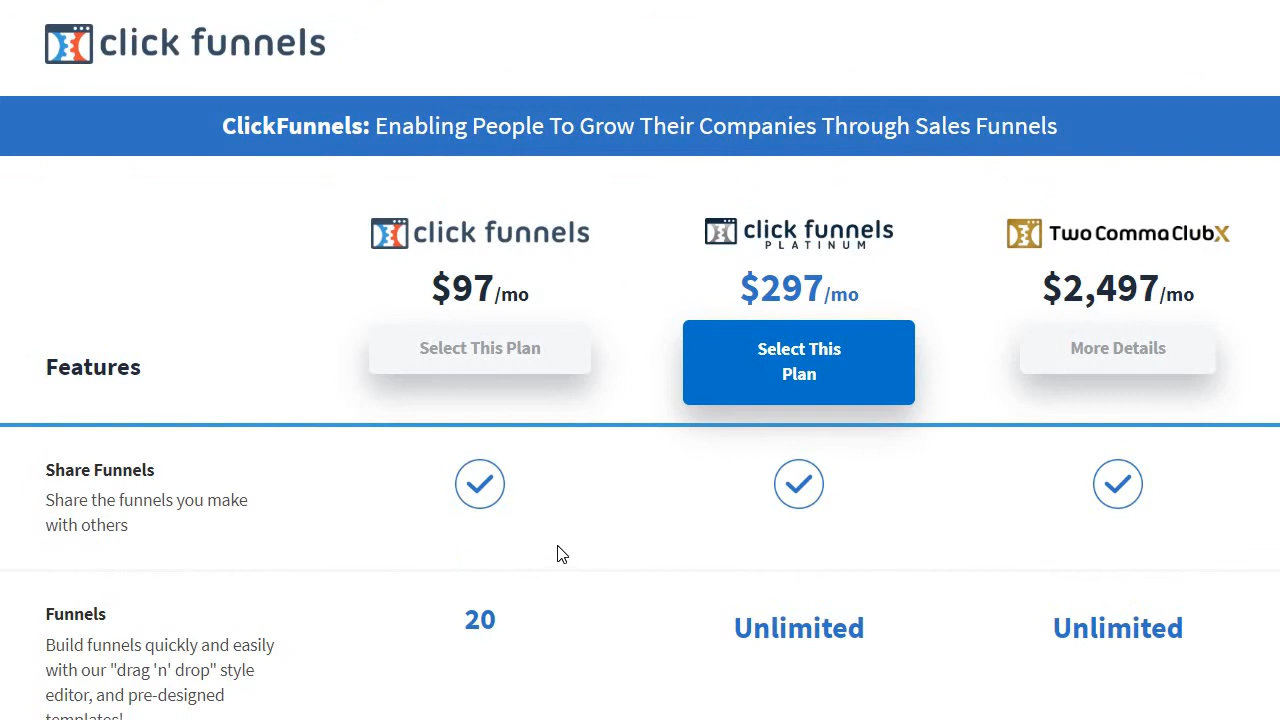 click funnels
ClickFunnels: Enabling People To Grow Their Companies Through Sales Funnels
click funnels
click funnels
PLATINUM
Two Comma ClubX
$97/mo
$297/mo
$2,497/mo
Select This Plan
Select This
Plan
More Details
Features
Share Funnels
Share the funnels you make
with others
Funnels
20
Unlimited
Unlimited
Build funnels quickly and easily
with our "drag 'n' drop" style
editor, and pre-designed
templates!